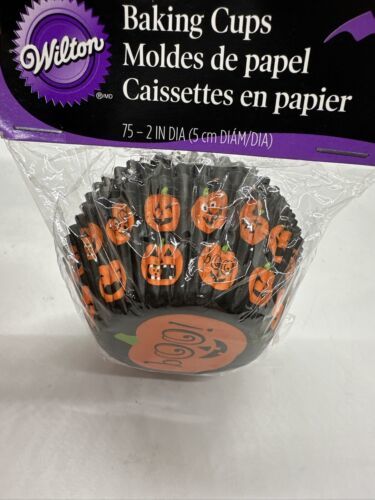 Wilton
®/MD
Baking Cups
Moldes de papel
Caissettes en papier
75 – 2 IN DIA (5 cm DIÁM/DIA)
boo!